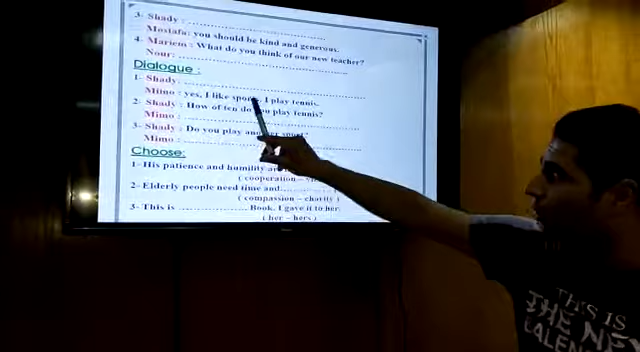 3- Shady : ..............................
Mostafa: you should be kind and generous.
4- Mariem : What do you think of our new teacher?
Nour: ..............................
Dialogue :
1- Shady: ..............................
Mimo : yes, I like I play tennis.
2- Shady : How of ten do play tennis?
Mimo : ..............................
3- Shady : Do you play
Mimo : ..............................
Choose:
1- His patience and humility
( cooperation –
2- Elderly people need time and..............
( compassion – charity )
3- This is .................... Book, I gave it to her.
( her – hers )
THIS IS
THE NEW